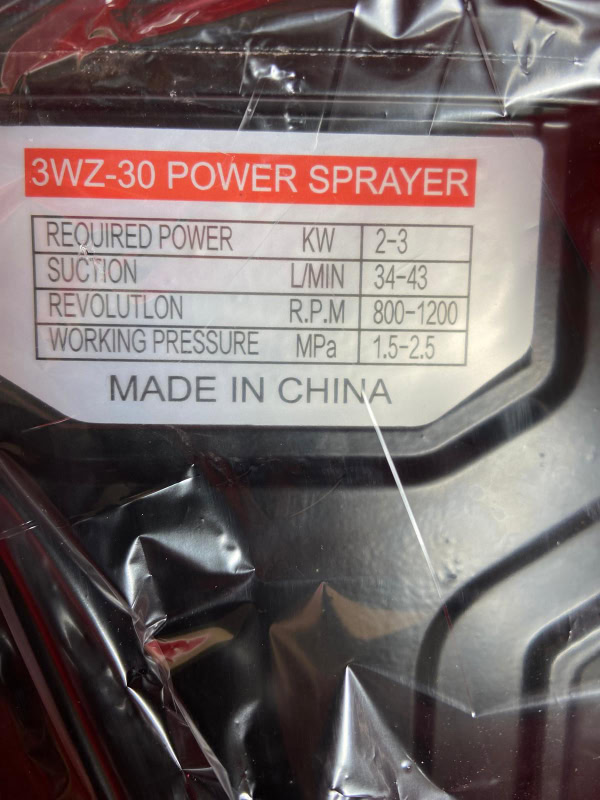 3WZ-30 POWER SPRAYER
REQUIRED POWER KW 2-3
SUCTION L/MIN 34-43
REVOLUTLON R.P.M 800-1200
WORKING PRESSURE MPa 1.5-2.5
MADE IN CHINA